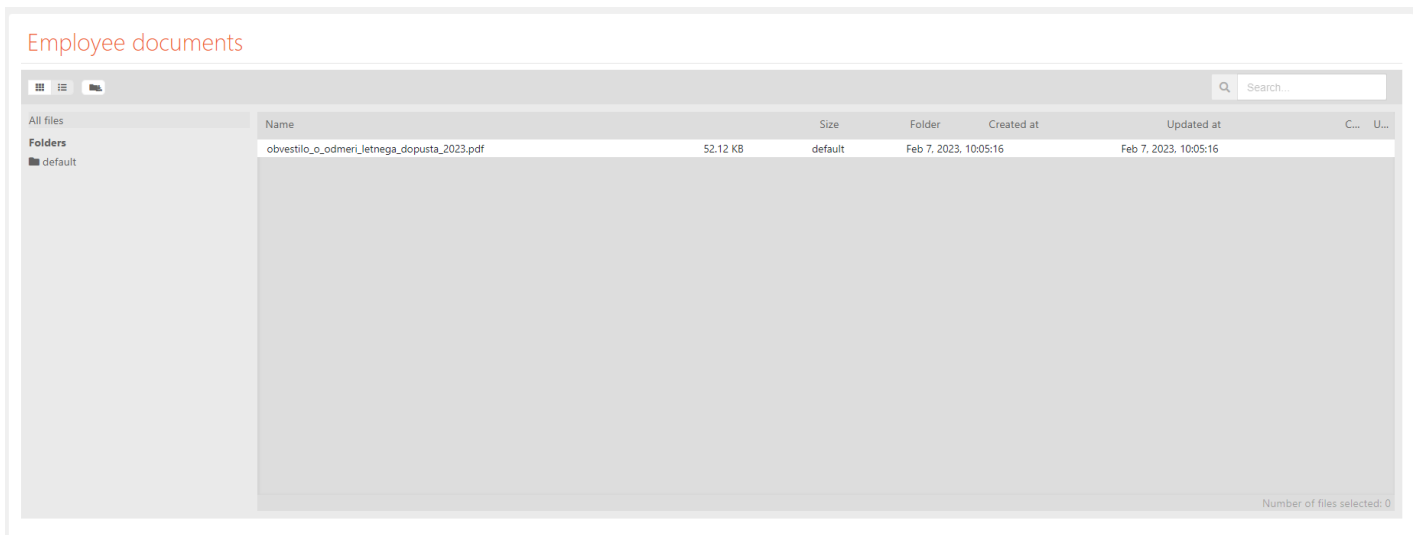 Employee documents
Search...
All files
Folders
default
Name Size Folder Created at Updated at C... U...
obvestilo_o_odmeri_letnega_dopusta_2023.pdf 52.12 KB default Feb 7, 2023, 10:05:16 Feb 7, 2023, 10:05:16
Number of files selected: 0